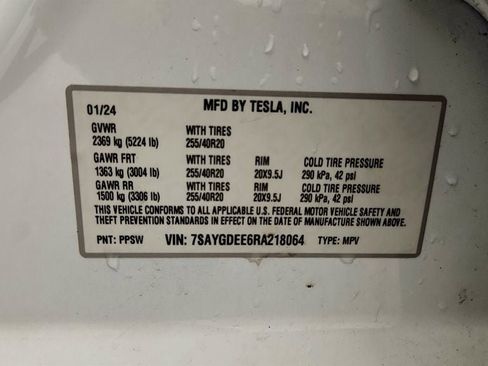 01/24 MFD BY TESLA, INC.
GVWR WITH TIRES
2369 kg (5224 lb) 255/40R20
GAWR FRT WITH TIRES RIM COLD TIRE PRESSURE
1363 kg (3004 lb) 255/40R20 20X9.5J 290 kPa, 42 psi
GAWR RR WITH TIRES RIM COLD TIRE PRESSURE
1500 kg (3306 lb) 255/40R20 20X9.5J 290 kPa, 42 psi
THIS VEHICLE CONFORMS TO ALL APPLICABLE U.S. FEDERAL MOTOR VEHICLE SAFETY AND
THEFT PREVENTION STANDARDS IN EFFECT ON THE DATE OF MANUFACTURE SHOWN ABOVE.
PNT: PPSW VIN: 7SAYGDEE6RA218064 TYPE: MPV